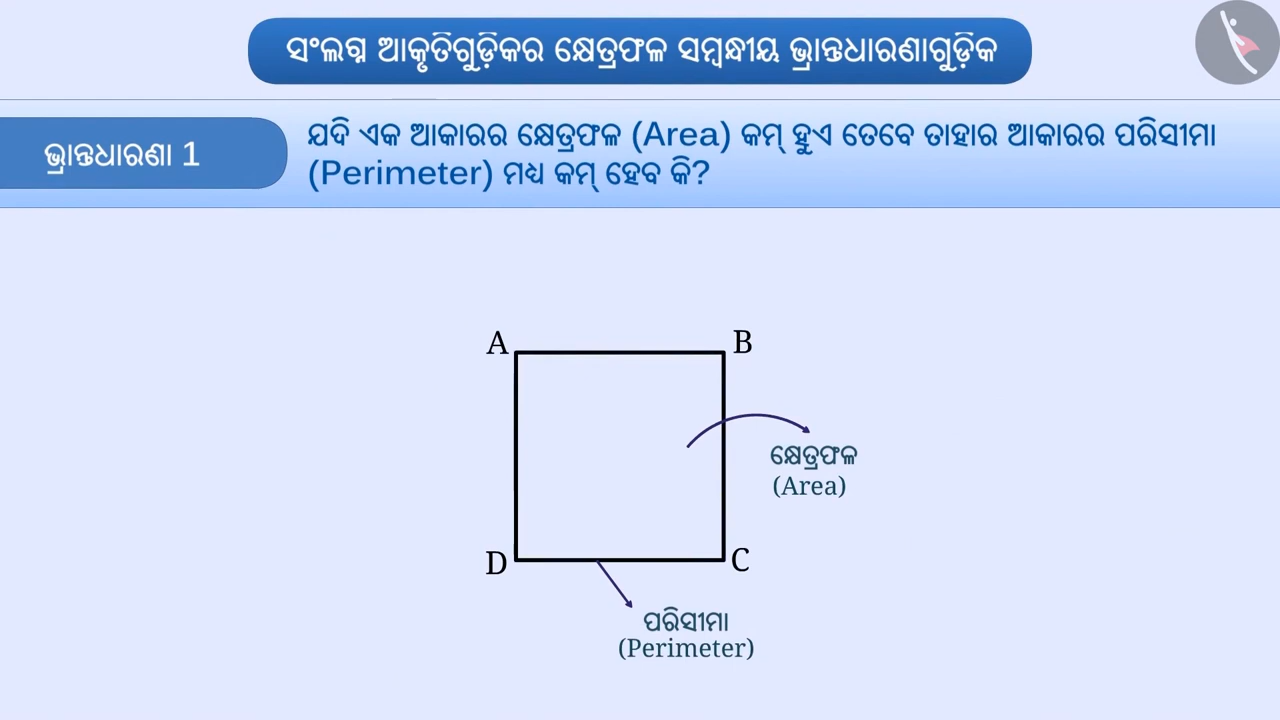 ସଂଲଗ୍ନ ଆକୃତିଗୁଡ଼ିକର କ୍ଷେତ୍ରଫଳ ସମ୍ବନ୍ଧୀୟ ଭ୍ରାନ୍ତଧାରଣାଗୁଡ଼ିକ
ଭ୍ରାନ୍ତଧାରଣା 1
ଯଦି ଏକ ଆକାରର କ୍ଷେତ୍ରଫଳ (Area) କମ୍ ହୁଏ ତେବେ ତାହାର ଆକାରର ପରିସୀମା
(Perimeter) ମଧ୍ୟ କମ୍ ହେବ କି?
A
B
କ୍ଷେତ୍ରଫଳ
(Area)
D
C
ପରିସୀମା
(Perimeter)